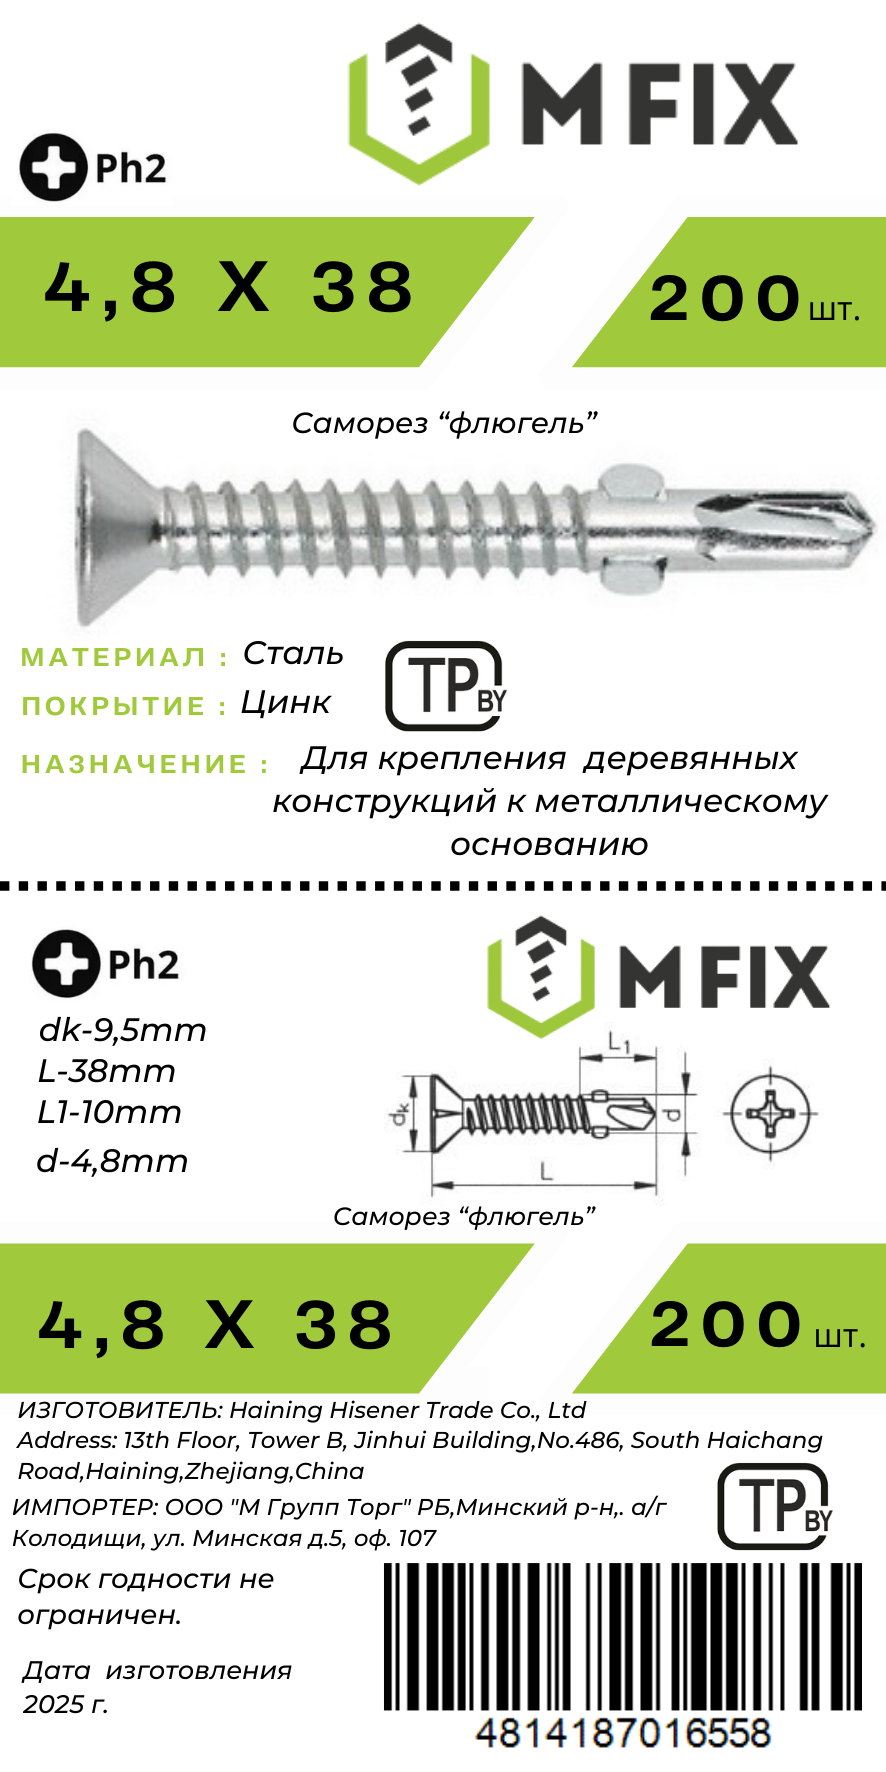 MFIX
Ph2
4,8 X 38
200 шт.
Саморез “флюгель”
МАТЕРИАЛ : Сталь
ПОКРЫТИЕ : Цинк
ТР BY
НАЗНАЧЕНИЕ : Для крепления деревянных
конструкций к металлическому
основанию
Ph2
MFIX
dk-9,5mm
L-38mm
L1-10mm
d-4,8mm
L1
dk
d
L
Саморез “флюгель”
4,8 X 38
200 шт.
ИЗГОТОВИТЕЛЬ: Haining Hisener Trade Co., Ltd
Address: 13th Floor, Tower B, Jinhui Building,No.486, South Haichang
Road,Haining,Zhejiang,China
ИМПОРТЕР: ООО "М Групп Торг" РБ,Минский р-н,. а/г
Колодищи, ул. Минская д.5, оф. 107
ТР BY
Срок годности не
ограничен.
Дата изготовления
2025 г.
4814187016558